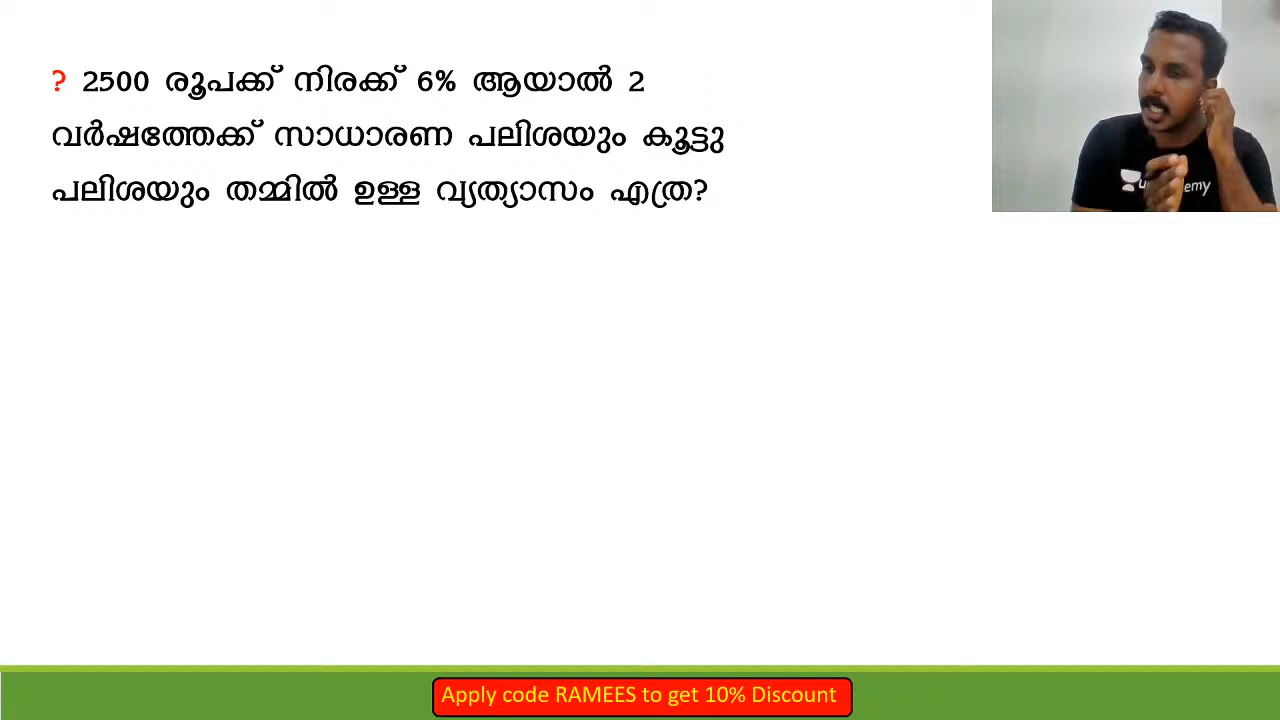 ? 2500 രൂപക്ക് നിരക്ക് 6% ആയാൽ 2
വർഷത്തേക്ക് സാധാരണ പലിശയും കൂട്ടു
പലിശയും തമ്മിൽ ഉള്ള വ്യത്യാസം എത്ര?
Apply code RAMEES to get 10% Discount